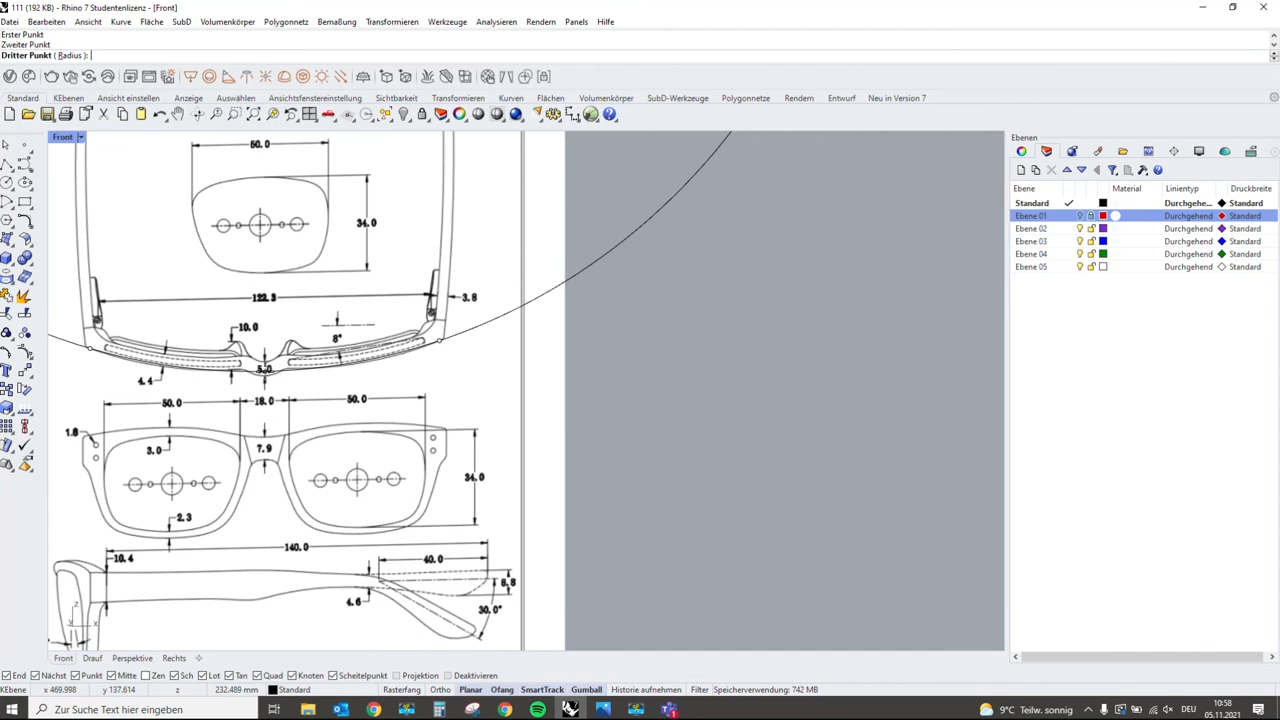 111 (192 KB) - Rhino 7 Studentenlizenz - [Front]
Datei Bearbeiten Ansicht Kurve Fläche SubD Volumenkörper Polygonnetz Bemaßung Transformieren Werkzeuge Analysieren Rendern Panels Hilfe
Erster Punkt
Zweiter Punkt
Dritter Punkt ( Radius ):
Standard KEbenen Ansicht einstellen Anzeige Auswählen Ansichtsfenstereinstellung Sichtbarkeit Transformieren Kurven Flächen Volumenkörper SubD-Werkzeuge Polygonnetze Rendern Entwurf Neu in Version 7
Front
50.0
34.0
122.3
3.8
10.0
8°
5.0
4.4
50.0 18.0 50.0
1.8
3.0
7.9
34.0
2.3
140.0
10.4
40.0
8.8
4.6
30.0°
z
y x
Ebenen
Ebene Material Linientyp Druckbreite
Standard Durchgehe... Standard
Ebene 01 Durchgehend Standard
Ebene 02 Durchgehend Standard
Ebene 03 Durchgehend Standard
Ebene 04 Durchgehend Standard
Ebene 05 Durchgehend Standard
Front Drauf Perspektive Rechts
End Nächst Punkt Mitte Zen Sch Lot Tan Quad Knoten Scheitelpunkt Projektion Deaktivieren
KEbene x 469.998 y 137.614 z 232.489 mm Standard Rasterfang Ortho Planar Ofang SmartTrack Gumball Historie aufnehmen Filter Speicherverwendung: 742 MB
Zur Suche Text hier eingeben
9°C Teilw. sonnig
DEU
10:58
05.11.2021